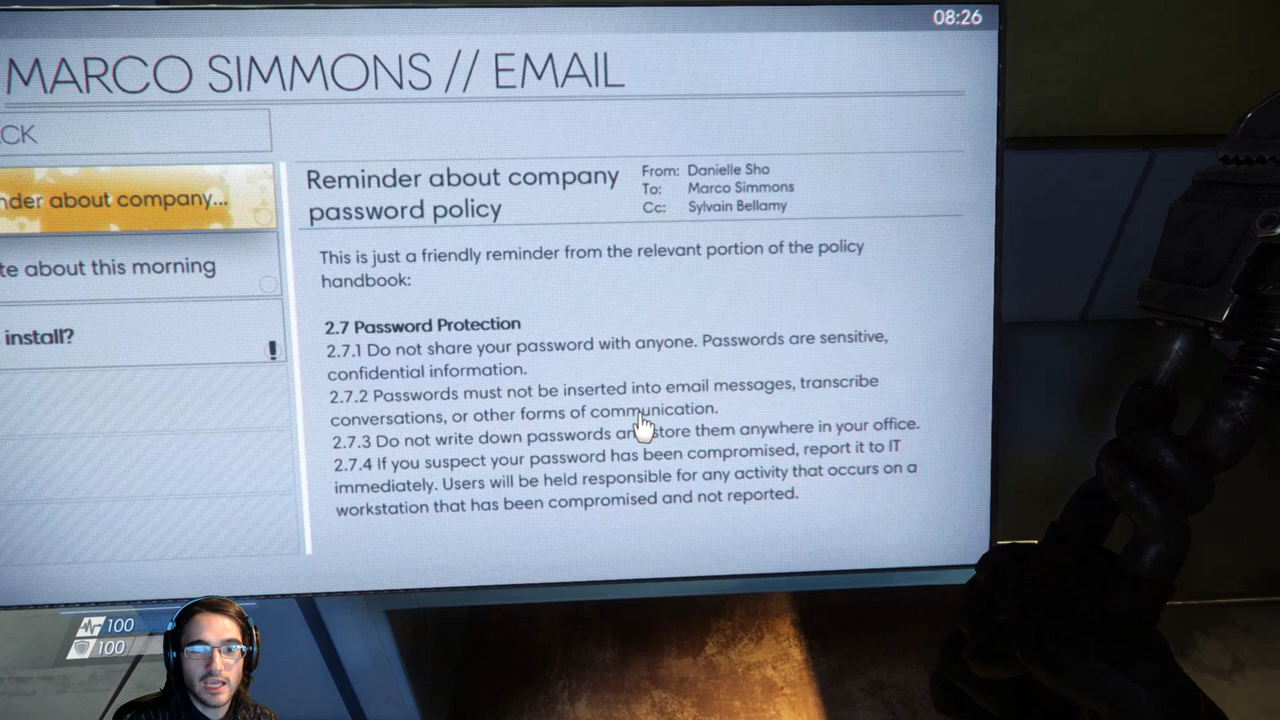 08:26
MARCO SIMMONS // EMAIL
CK
nder about company...
te about this morning
install?
Reminder about company
password policy
From: Danielle Sho
To: Marco Simmons
Cc: Sylvain Bellamy
This is just a friendly reminder from the relevant portion of the policy
handbook:
2.7 Password Protection
2.7.1 Do not share your password with anyone. Passwords are sensitive,
confidential information.
2.7.2 Passwords must not be inserted into email messages, transcribe
conversations, or other forms of communication.
2.7.3 Do not write down passwords an store them anywhere in your office.
2.7.4 If you suspect your password has been compromised, report it to IT
immediately. Users will be held responsible for any activity that occurs on a
workstation that has been compromised and not reported.
100
100